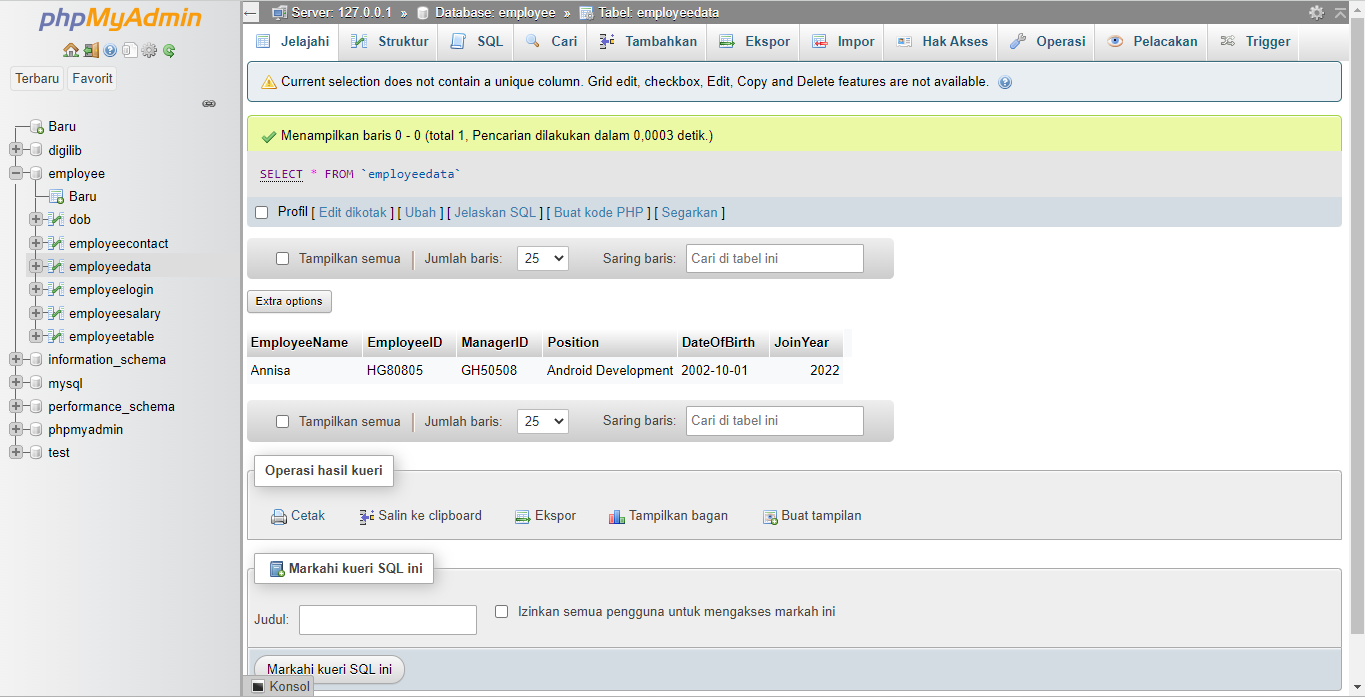 phpMyAdmin
Terbaru Favorit
Baru
digilib
employee
Baru
dob
employeecontact
employeedata
employeelogin
employeesalary
employeetable
information_schema
mysql
performance_schema
phpmyadmin
test
Server: 127.0.0.1 » Database: employee » Tabel: employeedata
Jelajahi Struktur SQL Cari Tambahkan Ekspor Impor Hak Akses Operasi Pelacakan Trigger
Current selection does not contain a unique column. Grid edit, checkbox, Edit, Copy and Delete features are not available.
Menampilkan baris 0 - 0 (total 1, Pencarian dilakukan dalam 0,0003 detik.)
SELECT * FROM `employeedata`
Profil [ Edit dikotak ] [ Ubah ] [ Jelaskan SQL ] [ Buat kode PHP ] [ Segarkan ]
Tampilkan semua Jumlah baris: 25 Saring baris: Cari di tabel ini
Extra options
EmployeeName EmployeeID ManagerID Position DateOfBirth JoinYear
Annisa HG80805 GH50508 Android Development 2002-10-01 2022
Tampilkan semua Jumlah baris: 25 Saring baris: Cari di tabel ini
Operasi hasil kueri
Cetak Salin ke clipboard Ekspor Tampilkan bagan Buat tampilan
Markahi kueri SQL ini
Judul: Izinkan semua pengguna untuk mengakses markah ini
Markahi kueri SQL ini
Konsol